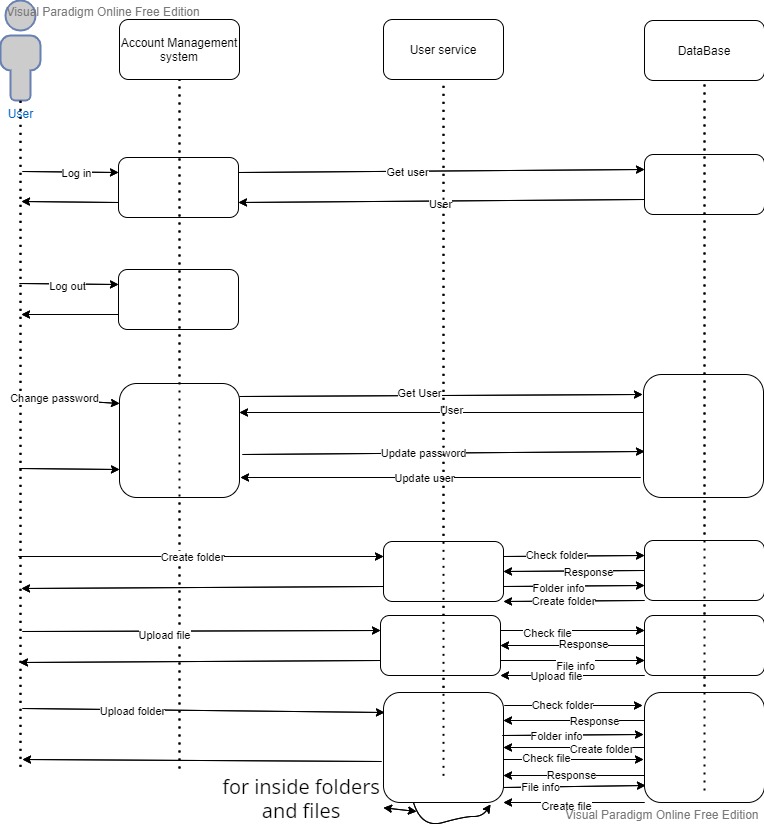 Visual Paradigm Online Free Edition
Account Management
system
User service
DataBase
User
Log in
Get user
User
Log out
Change password
Get User
User
Update password
Update user
Create folder
Check folder
Response
Folder info
Create folder
Upload file
Check file
Response
File info
Upload file
Upload folder
Check folder
Response
Folder info
Create folder
Check file
Response
File info
Create file
for inside folders
and files
Visual Paradigm Online Free Edition